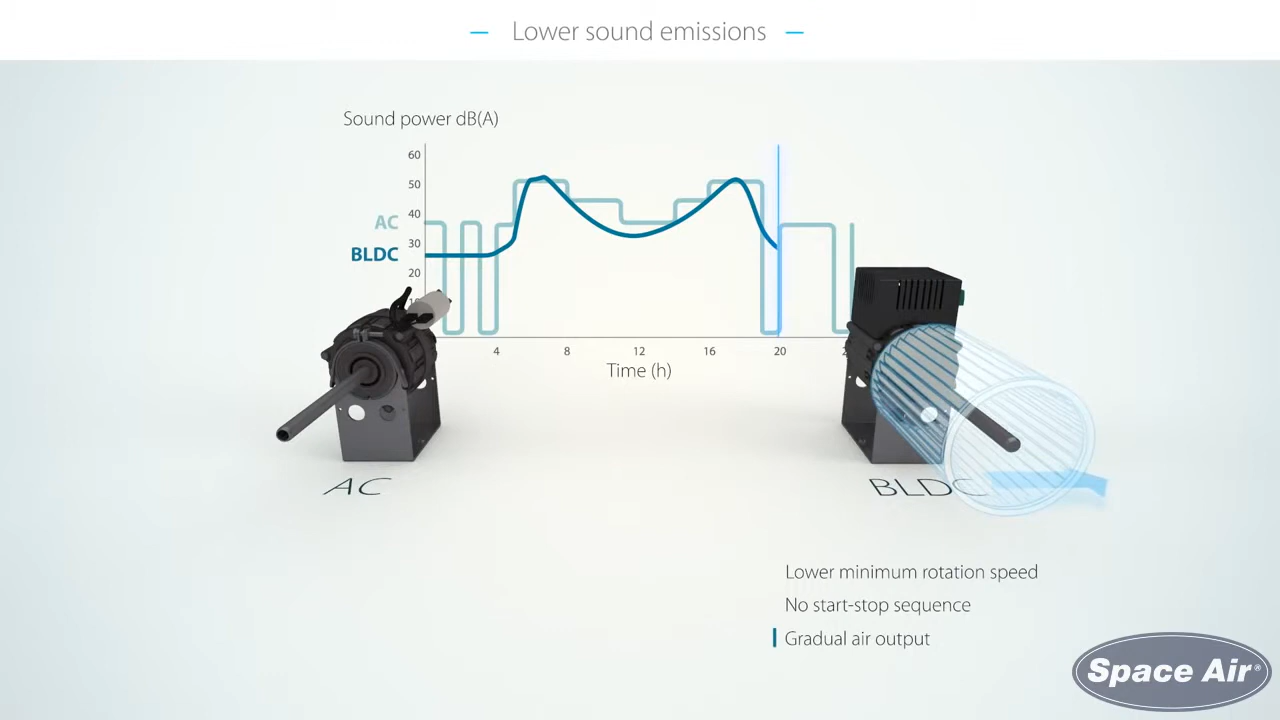 Lower sound emissions
Sound power dB(A)
60
50
40
AC
30
BLDC
20
4
8
12
16
20
Time (h)
AC
BLDC
Lower minimum rotation speed
No start-stop sequence
Gradual air output
Space Air®